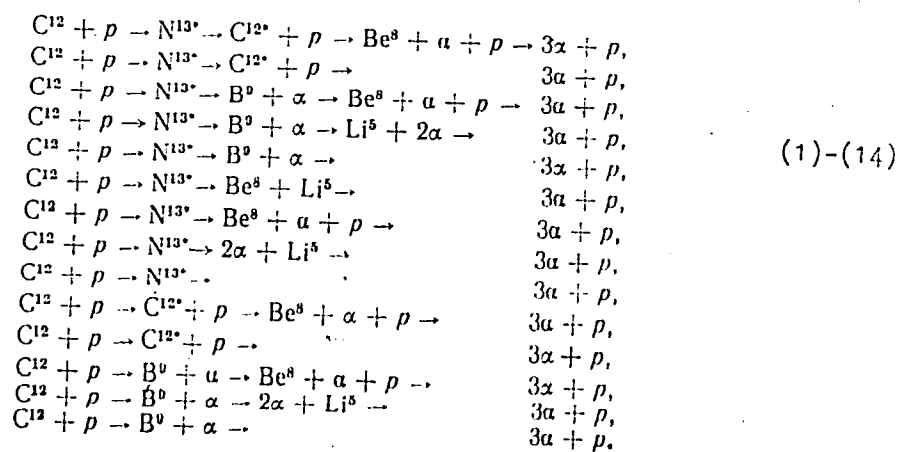 C¹² + p → N¹³* → C¹²* + p → Be⁸ + α + p → 3α + p,
C¹² + p → N¹³* → C¹²* + p → 3α + p,
C¹² + p → N¹³* → B⁹ + α → Be⁸ + α + p → 3α + p,
C¹² + p → N¹³* → B⁹ + α → Li⁵ + 2α → 3α + p,
C¹² + p → N¹³* → B⁹ + α → 3α + p,
C¹² + p → N¹³* → Be⁸ + Li⁵ → 3α + p,
C¹² + p → N¹³* → Be⁸ + α + p → 3α + p,
C¹² + p → N¹³* → 2α + Li⁵ → 3α + p,
C¹² + p → N¹³* → 3α + p,
C¹² + p → C¹²* + p → Be⁸ + α + p → 3α + p,
C¹² + p → C¹²* + p → 3α + p,
C¹² + p → B⁹ + α → Be⁸ + α + p → 3α + p,
C¹² + p → B⁹ + α → 2α + Li⁵ → 3α + p,
C¹² + p → B⁹ + α → 3α + p.
(1)-(14)